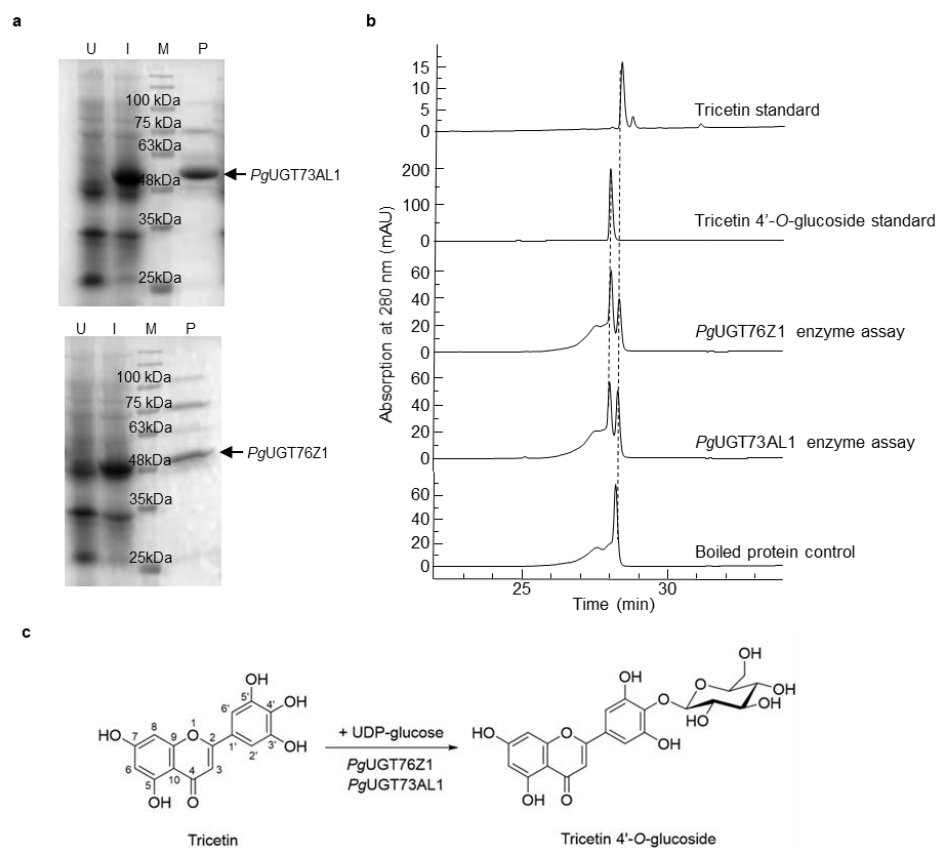 a
U I M P
100 kDa
75 kDa
63kDa
48kDa
35kDa
25kDa
PgUGT73AL1
U I M P
100 kDa
75 kDa
63kDa
48kDa
35kDa
25kDa
PgUGT76Z1
b
Absorption at 280 nm (mAU)
15
10
5
0
Tricetin standard
200
100
0
Tricetin 4'-O-glucoside standard
60
40
20
0
PgUGT76Z1 enzyme assay
60
40
20
0
PgUGT73AL1 enzyme assay
60
40
20
0
Boiled protein control
25 30
Time (min)
c
OH
5'
4'
OH
6'
3'
OH
1'
2'
HO
8
1
O
7
9
2
6
10
3
5
4
OH
O
Tricetin
+ UDP-glucose
PgUGT76Z1
PgUGT73AL1
OH
O
OH
OH
O
HO
OH
OH
HO
O
OH
O
Tricetin 4'-O-glucoside